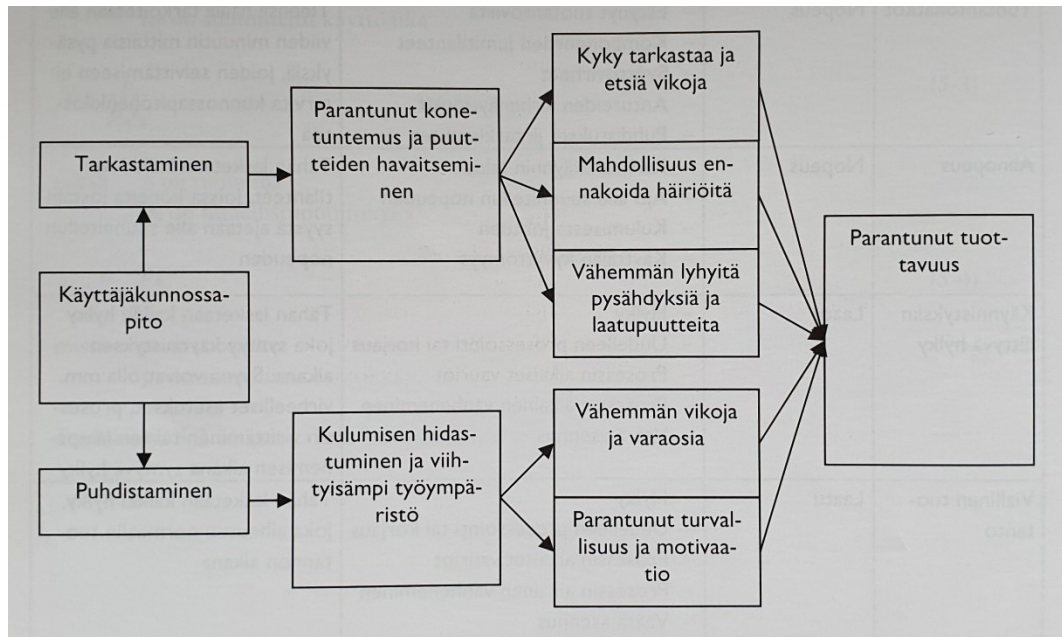 Tarkastaminen
Käyttäjäkunnossa-
pito
Puhdistaminen
Parantunut kone-
tuntemus ja puut-
teiden havaitsemi-
nen
Kulumisen hidas-
tuminen ja viih-
tyisämpi työympä-
ristö
Kyky tarkastaa ja
etsiä vikoja
Mahdollisuus en-
nakoida häiriöitä
Vähemmän lyhyitä
pysähdyksiä ja
laatupuutteita
Vähemmän vikoja
ja varaosia
Parantunut turval-
lisuus ja motivaa-
tio
Parantunut tuot-
tavuus